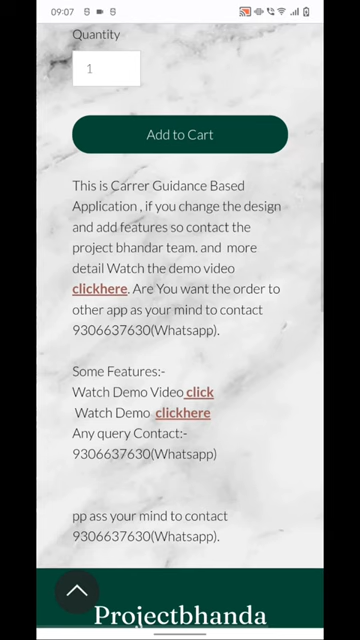 09:07
Quantity
1
Add to Cart
This is Carrer Guidance Based
Application , if you change the design
and add features so contact the
project bhandar team. and more
detail Watch the demo video
clickhere. Are You want the order to
other app as your mind to contact
9306637630(Whatsapp).
Some Features:-
Watch Demo Video click
Watch Demo clickhere
Any query Contact:-
9306637630(Whatsapp)
pp ass your mind to contact
9306637630(Whatsapp).
Projectbhanda